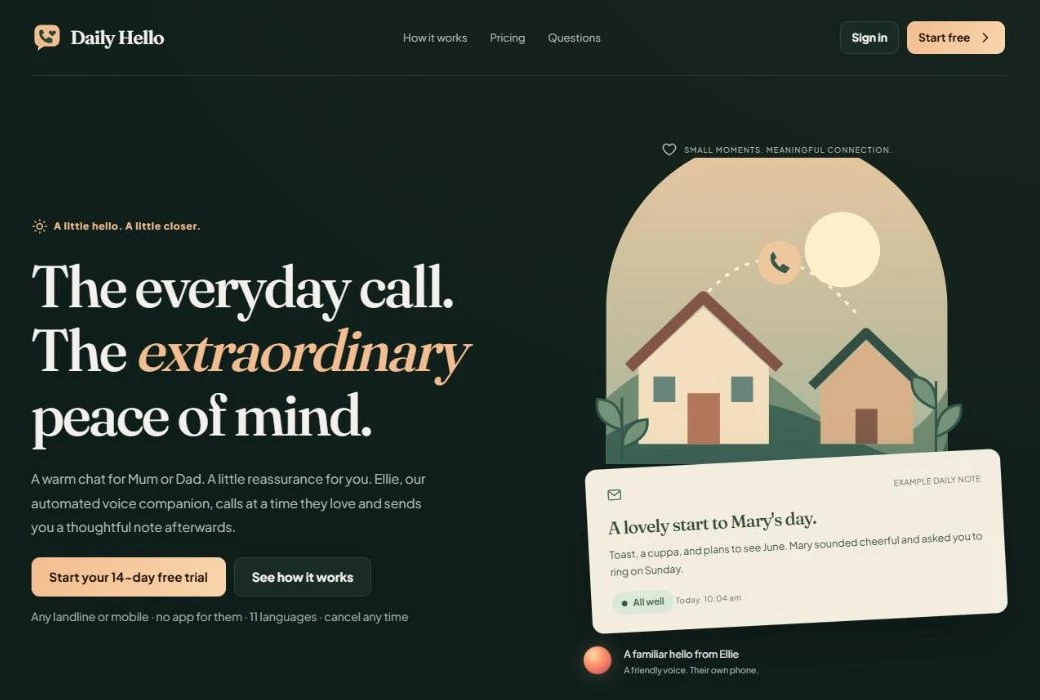 Daily Hello
How it works
Pricing
Questions
Sign in
Start free
A little hello. A little closer.
The everyday call.
The extraordinary
peace of mind.
A warm chat for Mum or Dad. A little reassurance for you. Ellie, our
automated voice companion, calls at a time they love and sends
you a thoughtful note afterwards.
Start your 14-day free trial
See how it works
Any landline or mobile · no app for them · 11 languages · cancel any time
SMALL MOMENTS. MEANINGFUL CONNECTION.
EXAMPLE DAILY NOTE
A lovely start to Mary's day.
Toast, a cuppa, and plans to see June. Mary sounded cheerful and asked you to
ring on Sunday.
All well
Today, 10:04 am
A familiar hello from Ellie
A friendly voice. Their own phone.